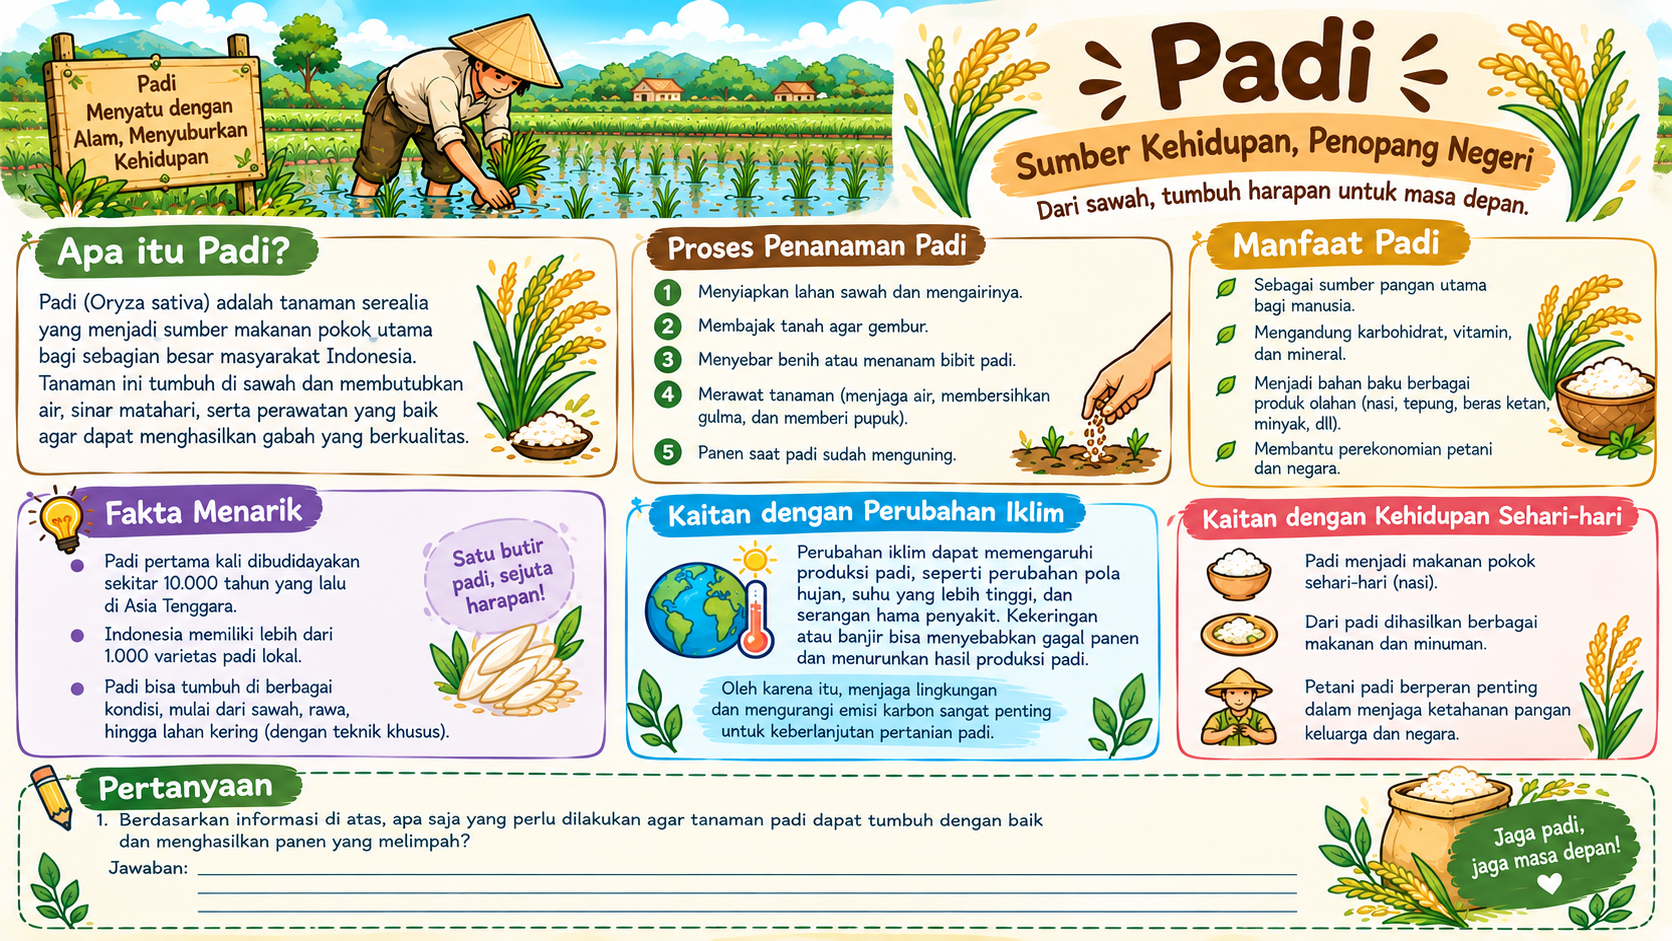 Padi
Menyatu dengan
Alam, Menyuburkan
Kehidupan
Padi
Sumber Kehidupan, Penopang Negeri
Dari sawah, tumbuh harapan untuk masa depan.
Apa itu Padi?
Padi (Oryza sativa) adalah tanaman serealia
yang menjadi sumber makanan pokok utama
bagi sebagian besar masyarakat Indonesia.
Tanaman ini tumbuh di sawah dan membutubkan
air, sinar matahari, serta perawatan yang baik
agar dapat menghasilkan gabah yang berkualitas.
Proses Penanaman Padi
1 Menyiapkan lahan sawah dan mengairinya.
2 Membajak tanah agar gembur.
3 Menyebar benih atau menanam bibit padi.
4 Merawat tanaman (menjaga air, membersihkan
gulma, dan memberi pupuk).
5 Panen saat padi sudah menguning.
Manfaat Padi
Sebagai sumber pangan utama
bagi manusia.
Mengandung karbohidrat, vitamin,
dan mineral.
Menjadi bahan baku berbagai
produk olahan (nasi, tepung, beras ketan,
minyak, dll).
Membantu perekonomian petani
dan negara.
Fakta Menarik
Padi pertama kali dibudidayakan
sekitar 10.000 tahun yang lalu
di Asia Tenggara.
Indonesia memiliki lebih dari
1.000 varietas padi lokal.
Padi bisa tumbuh di berbagai
kondisi, mulai dari sawah, rawa,
hingga lahan kering (dengan teknik khusus).
Satu butir
padi, sejuta
harapan!
Kaitan dengan Perubahan Iklim
Perubahan iklim dapat memengaruhi
produksi padi, seperti perubahan pola
hujan, suhu yang lebih tinggi, dan
serangan hama penyakit. Kekeringan
atau banjir bisa menyebabkan gagal panen
dan menurunkan hasil produksi padi.
Oleh karena itu, menjaga lingkungan
dan mengurangi emisi karbon sangat penting
untuk keberlanjutan pertanian padi.
Kaitan dengan Kehidupan Sehari-hari
Padi menjadi makanan pokok
sehari-hari (nasi).
Dari padi dihasilkan berbagai
makanan dan minuman.
Petani padi berperan penting
dalam menjaga ketahanan pangan
keluarga dan negara.
Pertanyaan
1. Berdasarkan informasi di atas, apa saja yang perlu dilakukan agar tanaman padi dapat tumbuh dengan baik
dan menghasilkan panen yang melimpah?
Jawaban:
Jaga padi,
jaga masa depan!